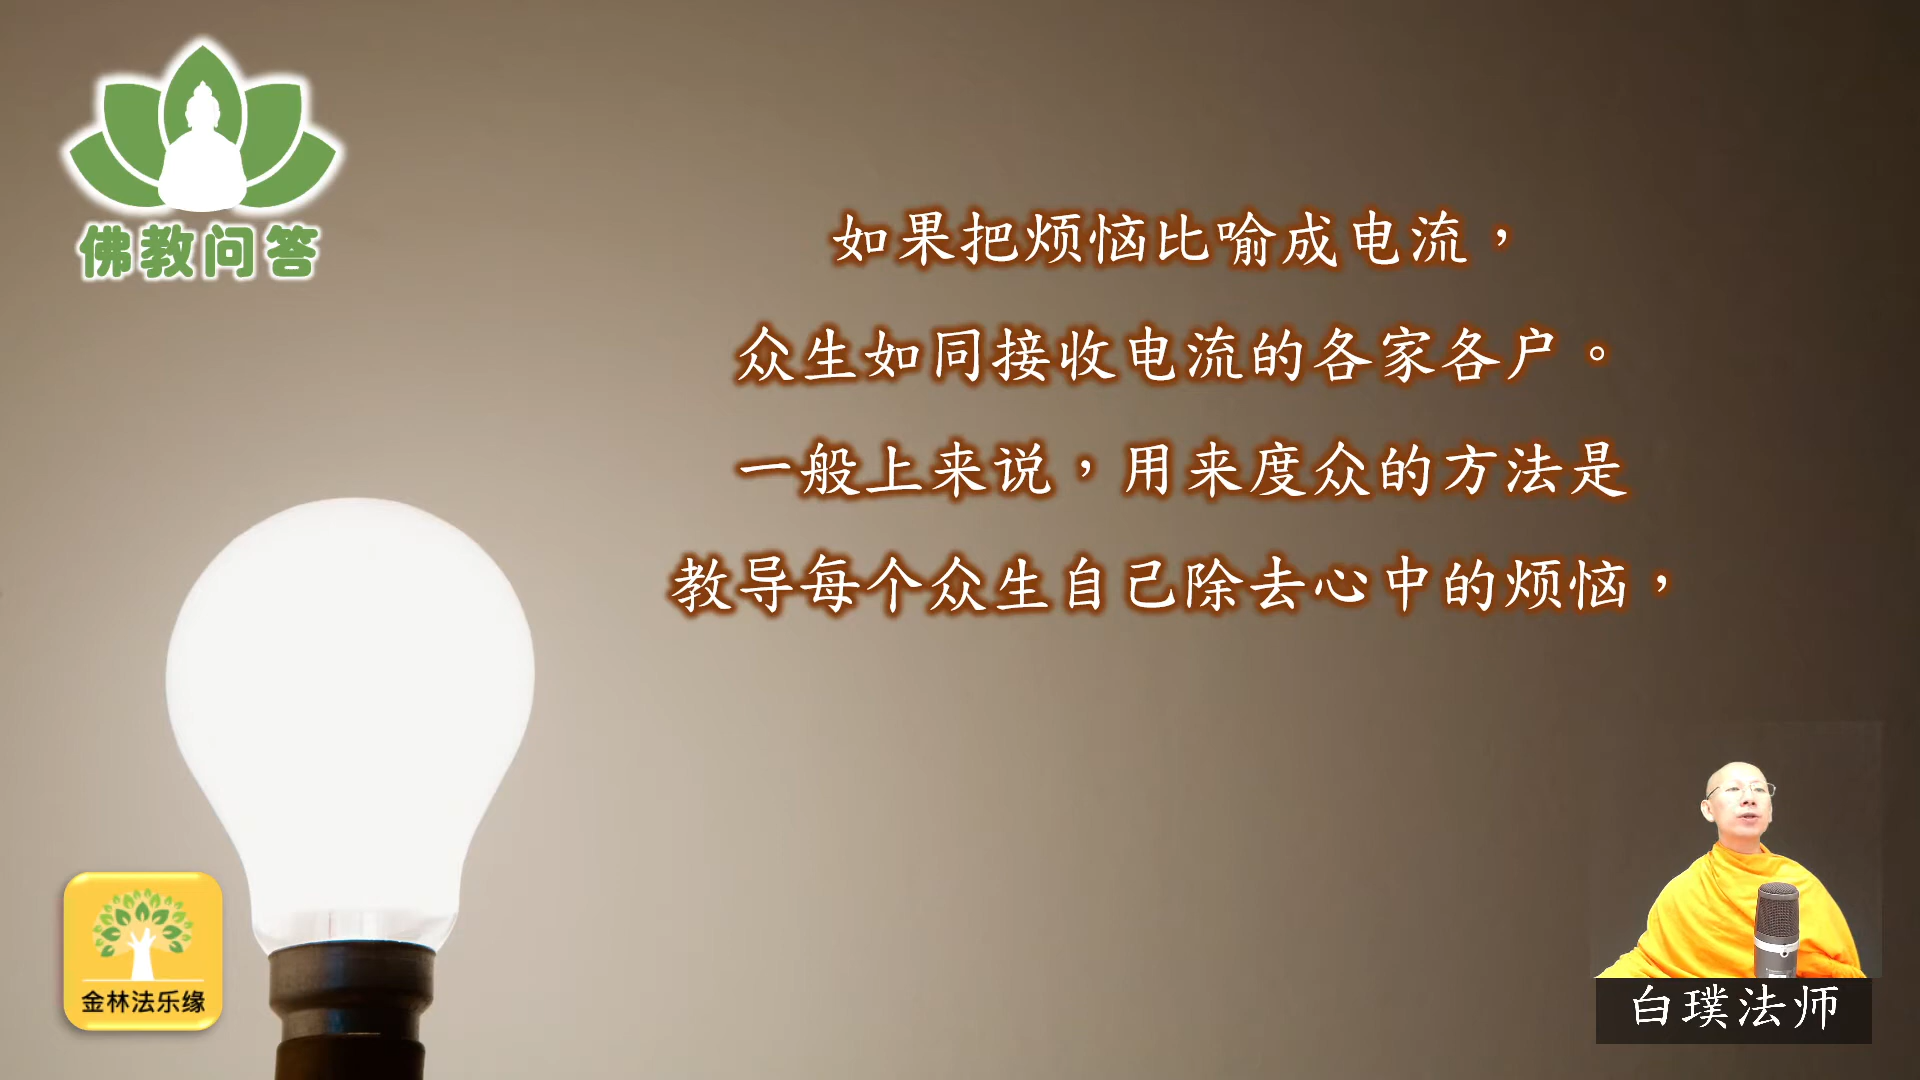 佛教问答
如果把烦恼比喻成电流，
众生如同接收电流的各家各户。
一般上来说，用来度众的方法是
教导每个众生自己除去心中的烦恼，
金林法乐缘
白璞法师